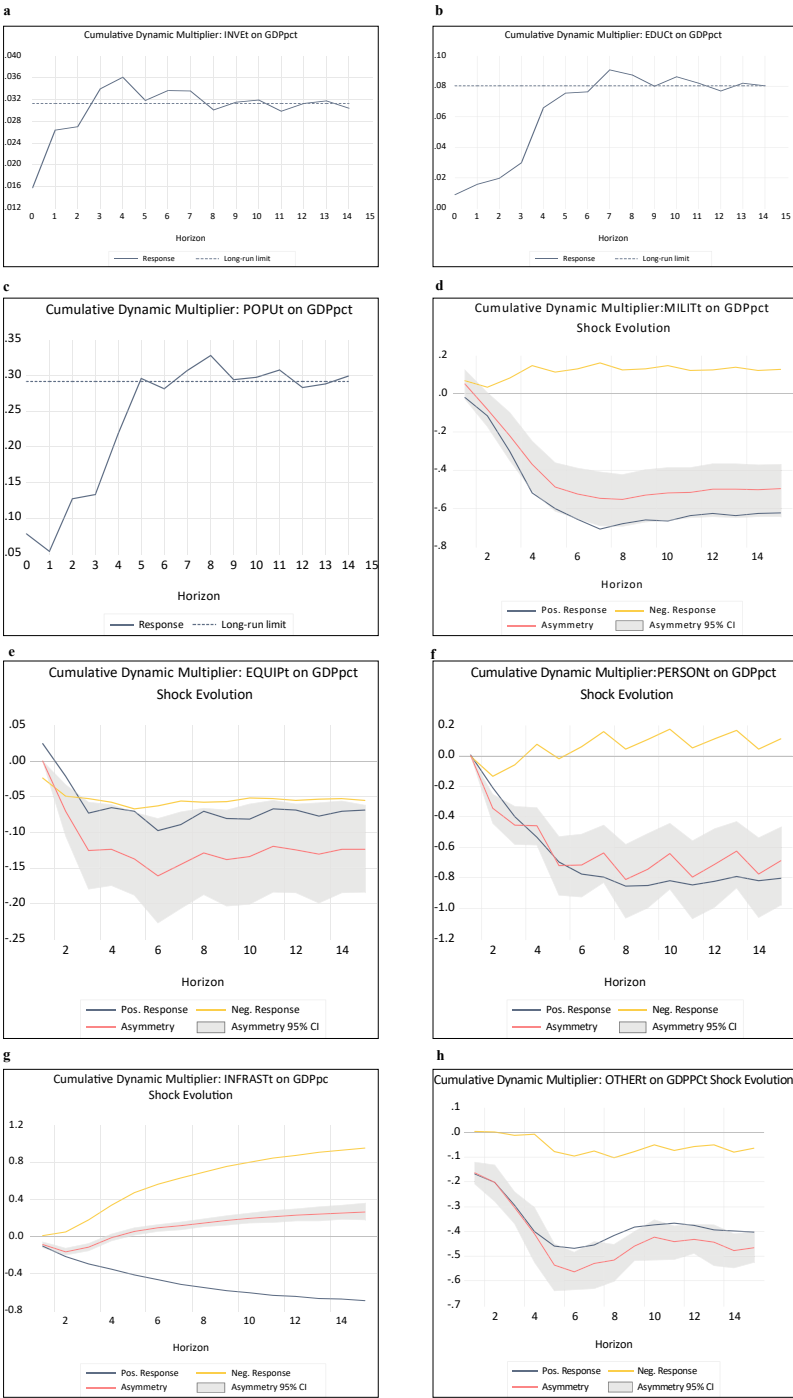 a
Cumulative Dynamic Multiplier: INVEt on GDPpct
.040
.036
.032
.028
.024
.020
.016
.012
0 1 2 3 4 5 6 7 8 9 10 11 12 13 14 15
Horizon
Response Long-run limit
b
Cumulative Dynamic Multiplier: EDUCt on GDPpct
.10
.08
.06
.04
.02
.00
0 1 2 3 4 5 6 7 8 9 10 11 12 13 14 15
Horizon
Response Long-run limit
c
Cumulative Dynamic Multiplier: POPUt on GDPpct
.35
.30
.25
.20
.15
.10
.05
0 1 2 3 4 5 6 7 8 9 10 11 12 13 14 15
Horizon
Response Long-run limit
d
Cumulative Dynamic Multiplier:MILITt on GDPpct
Shock Evolution
.2
.0
-.2
-.4
-.6
-.8
2 4 6 8 10 12 14
Horizon
Pos. Response Neg. Response
Asymmetry Asymmetry 95% CI
e
Cumulative Dynamic Multiplier: EQUIPt on GDPpct
Shock Evolution
.05
.00
-.05
-.10
-.15
-.20
-.25
2 4 6 8 10 12 14
Horizon
Pos. Response Neg. Response
Asymmetry Asymmetry 95% CI
f
Cumulative Dynamic Multiplier:PERSONt on GDPpct
Shock Evolution
0.2
0.0
-0.2
-0.4
-0.6
-0.8
-1.0
-1.2
2 4 6 8 10 12 14
Horizon
Pos. Response Neg. Response
Asymmetry Asymmetry 95% CI
g
Cumulative Dynamic Multiplier: INFRASTt on GDPpc
Shock Evolution
1.2
0.8
0.4
0.0
-0.4
-0.8
2 4 6 8 10 12 14
Horizon
Pos. Response Neg. Response
Asymmetry Asymmetry 95% CI
h
Cumulative Dynamic Multiplier: OTHERt on GDPPCt Shock Evolution
.1
.0
-.1
-.2
-.3
-.4
-.5
-.6
-.7
2 4 6 8 10 12 14
Horizon
Pos. Response Neg. Response
Asymmetry Asymmetry 95% CI